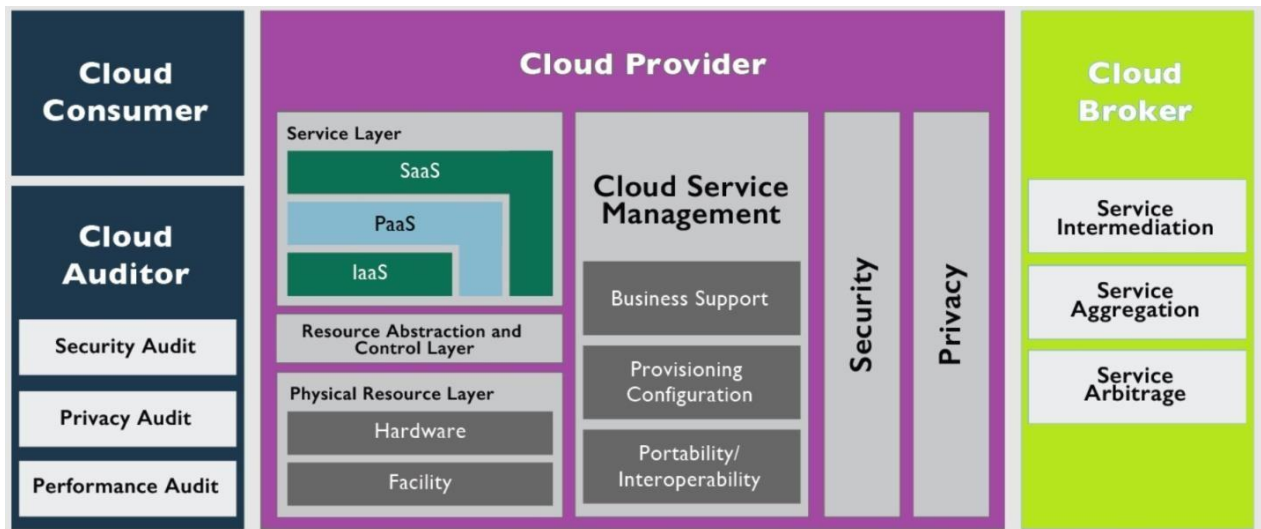 Cloud
Consumer
Cloud
Auditor
Security Audit
Privacy Audit
Performance Audit
Cloud Provider
Service Layer
SaaS
PaaS
IaaS
Resource Abstraction and
Control Layer
Physical Resource Layer
Hardware
Facility
Cloud Service
Management
Business Support
Provisioning
Configuration
Portability/
Interoperability
Security
Privacy
Cloud
Broker
Service
Intermediation
Service
Aggregation
Service
Arbitrage